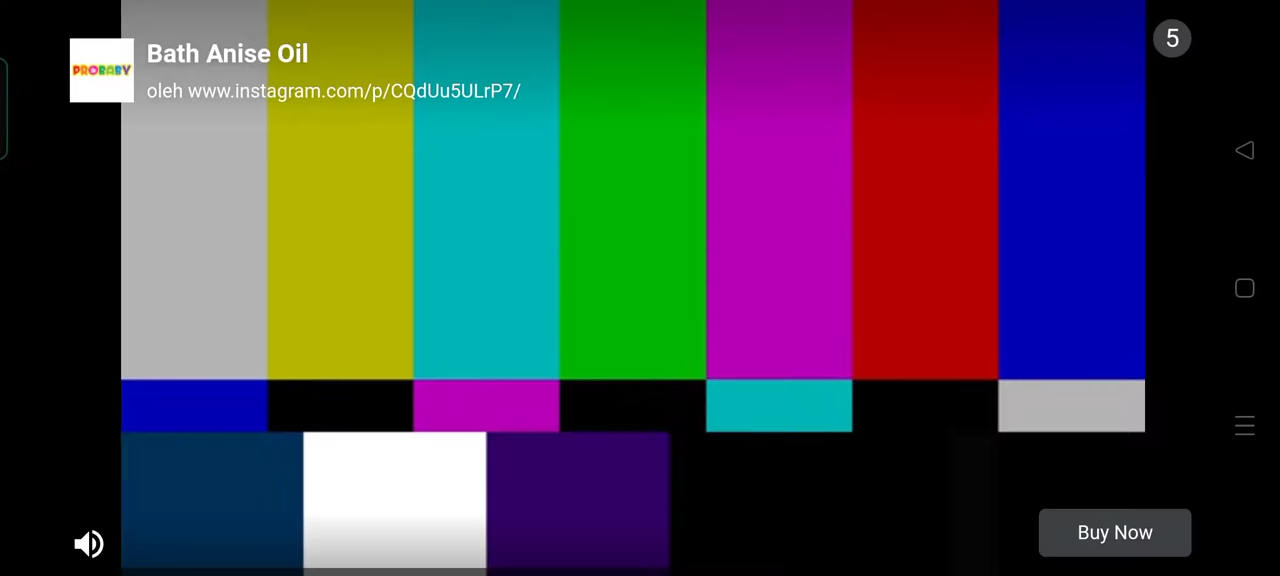 PROBABY
Bath Anise Oil
oleh www.instagram.com/p/CQdUu5ULrP7/
5
Buy Now